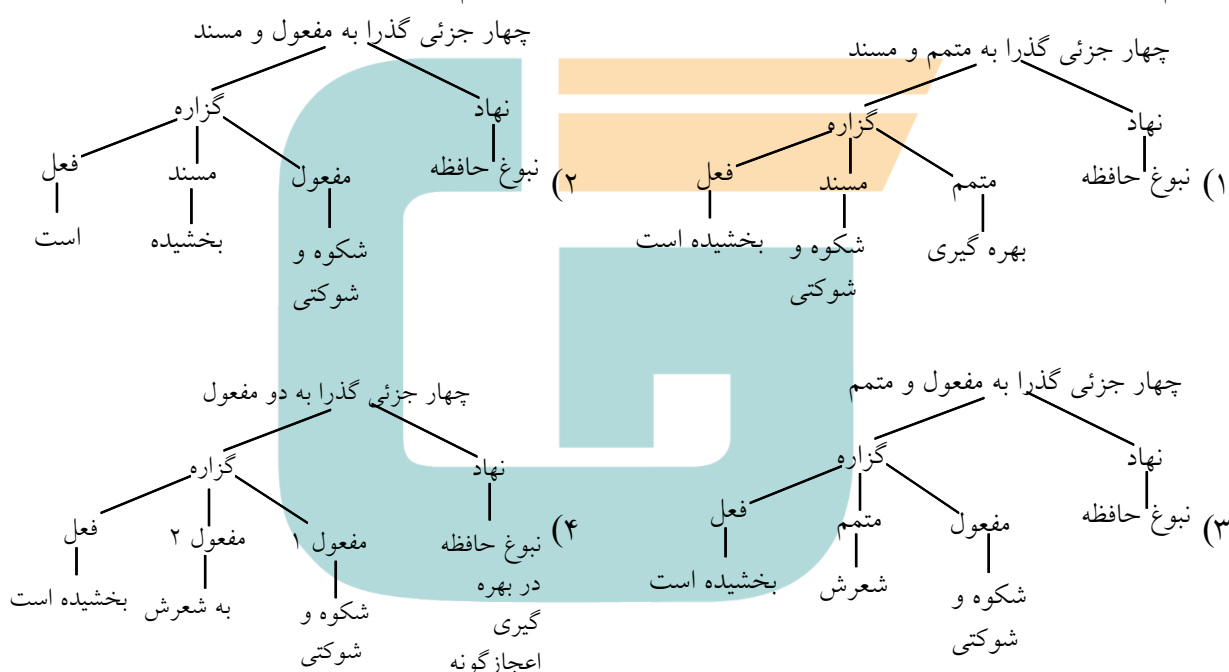 چهار جزئی گذرا به متمم و مسند
نهاد
گزاره
نبوغ حافظه
متمم
مسند
فعل
بهره گیری
شکوه و
شوکتی
بخشیده است
(۱
چهار جزئی گذرا به مفعول و مسند
نهاد
گزاره
نبوغ حافظه
مفعول
مسند
فعل
شکوه و
شوکتی
بخشیده
است
(۲
چهار جزئی گذرا به مفعول و متمم
نهاد
گزاره
نبوغ حافظه
مفعول
متمم
فعل
شکوه و
شوکتی
شعرش
بخشیده است
(۳
چهار جزئی گذرا به دو مفعول
نهاد
گزاره
نبوغ حافظه
در بهره
گیری
اعجازگونه
مفعول ۱
مفعول ۲
فعل
شکوه و
شوکتی
به شعرش
بخشیده است
(۴